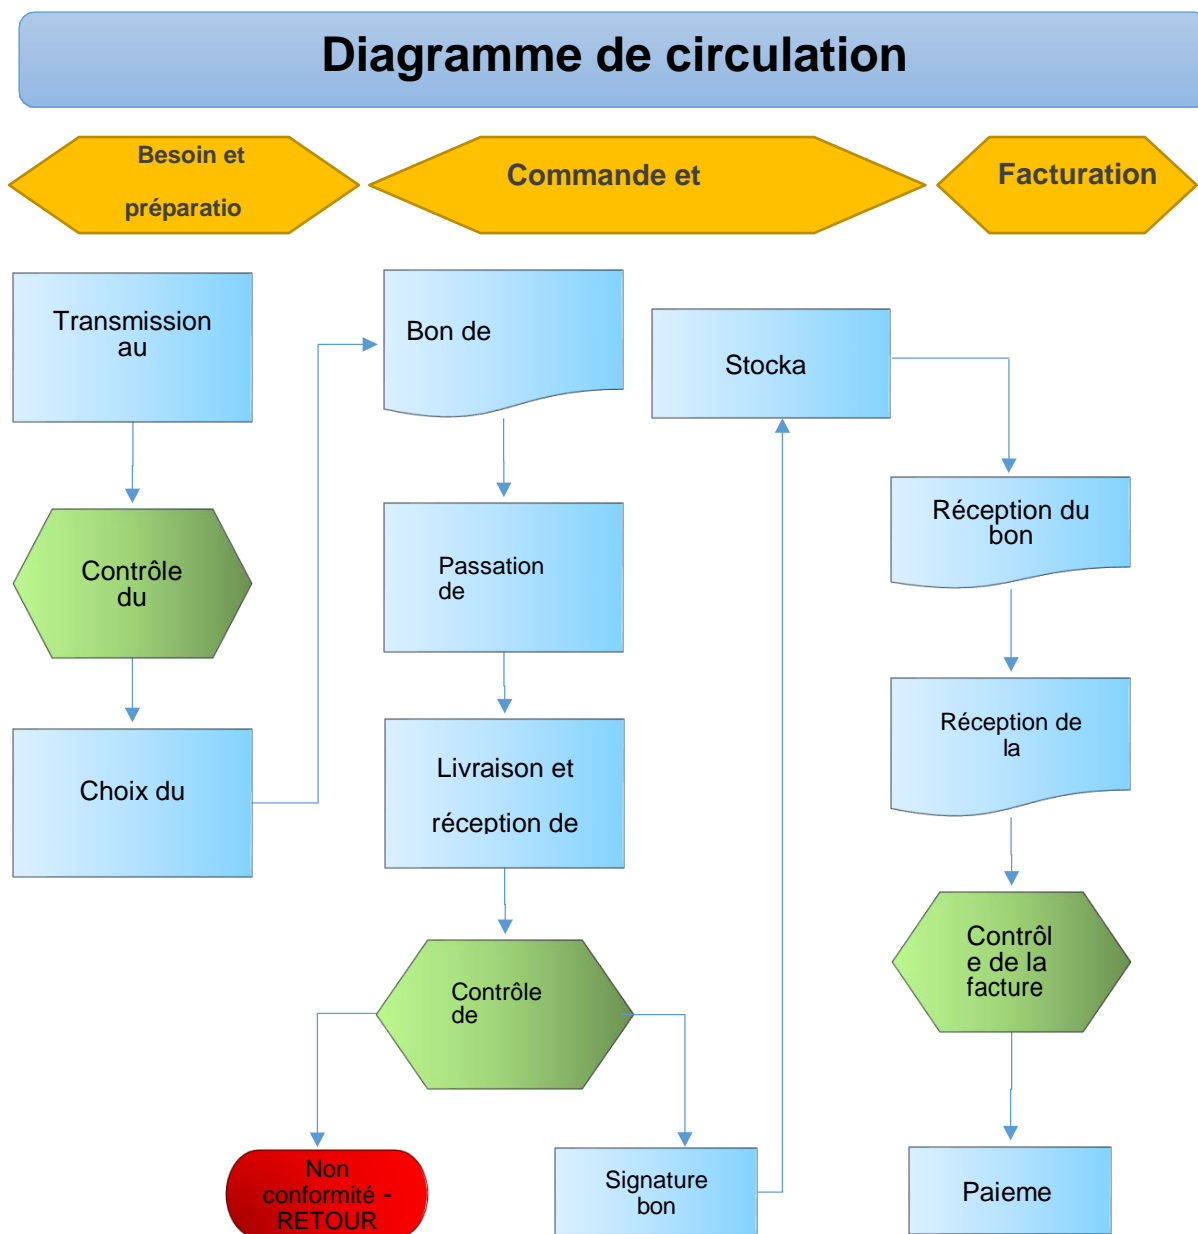 Diagramme de circulation
Besoin et
préparatio
Commande et
Facturation
Transmission
au
Contrôle
du
Choix du
Bon de
Passation
de
Livraison et
réception de
Contrôle
de
Non
conformité -
RETOUR
Signature
bon
Stocka
Réception du
bon
Réception de
la
Contrôl
e de la
facture
Paieme